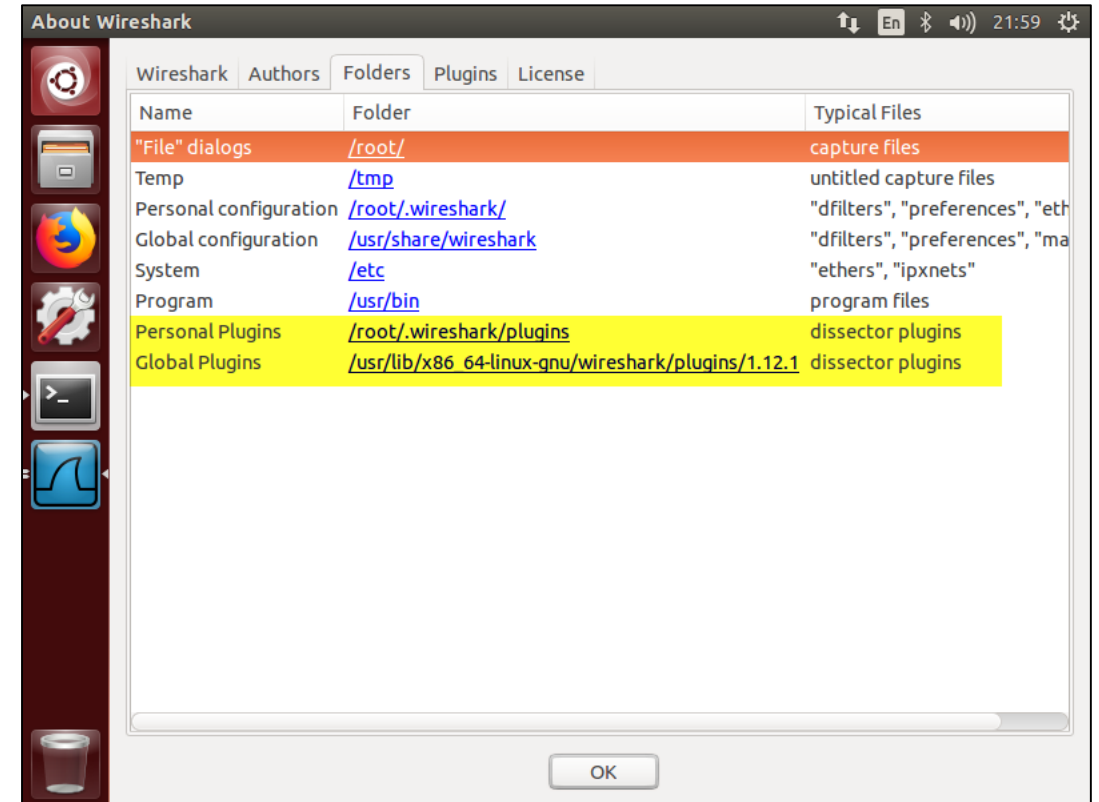 About Wireshark En 21:59
Wireshark Authors Folders Plugins License
Name Folder Typical Files
"File" dialogs /root/ capture files
Temp /tmp untitled capture files
Personal configuration /root/.wireshark/ "dfilters", "preferences", "eth
Global configuration /usr/share/wireshark "dfilters", "preferences", "ma
System /etc "ethers", "ipxnets"
Program /usr/bin program files
Personal Plugins /root/.wireshark/plugins dissector plugins
Global Plugins /usr/lib/x86_64-linux-gnu/wireshark/plugins/1.12.1 dissector plugins
>_
OK